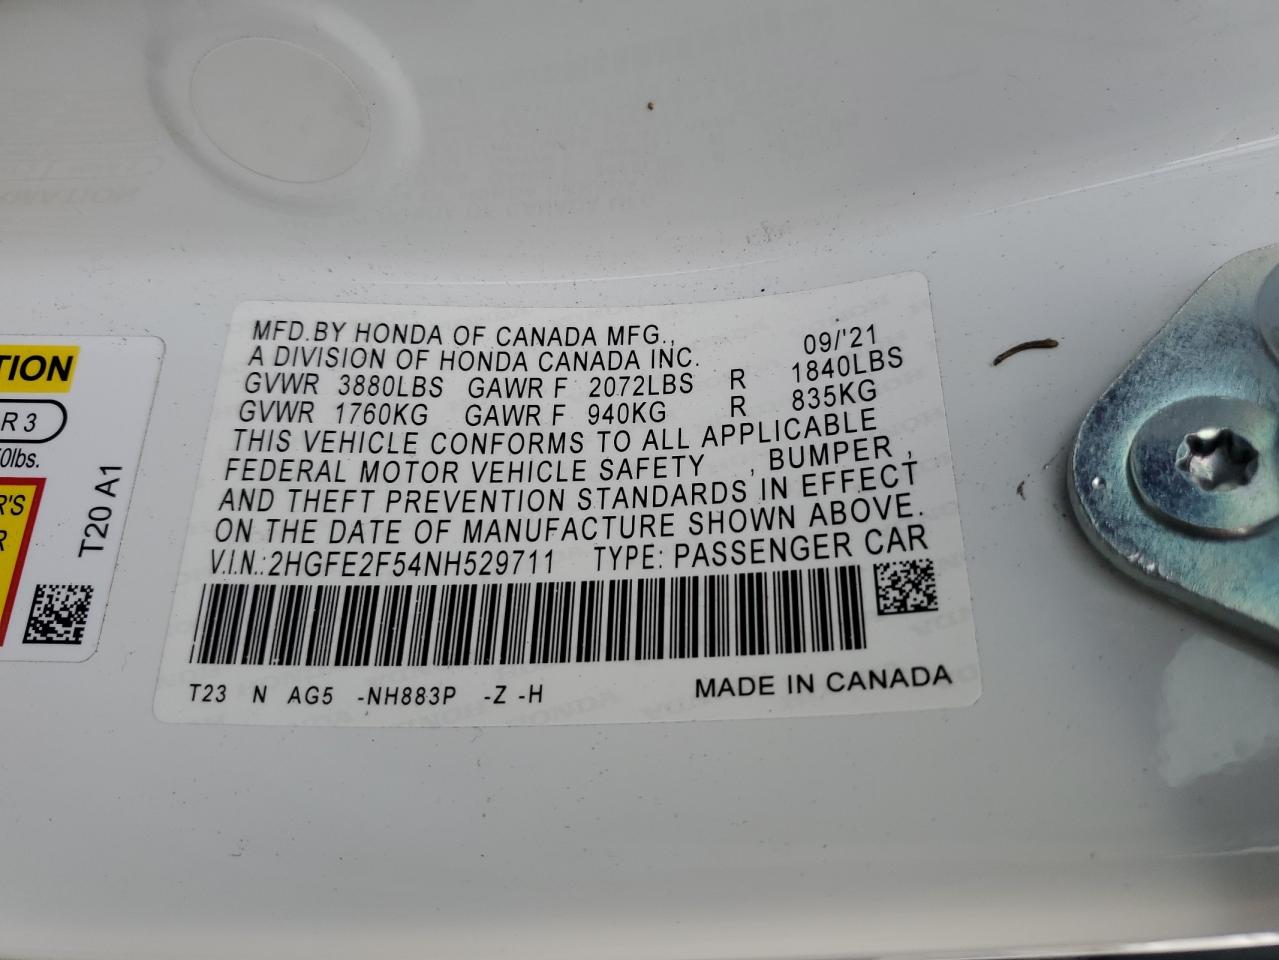 MFD.BY HONDA OF CANADA MFG., 09/'21
A DIVISION OF HONDA CANADA INC.
GVWR 3880LBS GAWR F 2072LBS R 1840LBS
GVWR 1760KG GAWR F 940KG R 835KG
THIS VEHICLE CONFORMS TO ALL APPLICABLE
FEDERAL MOTOR VEHICLE SAFETY , BUMPER ,
AND THEFT PREVENTION STANDARDS IN EFFECT
ON THE DATE OF MANUFACTURE SHOWN ABOVE.
V.I.N.:2HGFE2F54NH529711 TYPE: PASSENGER CAR
T23 N AG5 -NH883P -Z -H MADE IN CANADA
TION
R 3
0lbs.
R'S
R
T20 A1